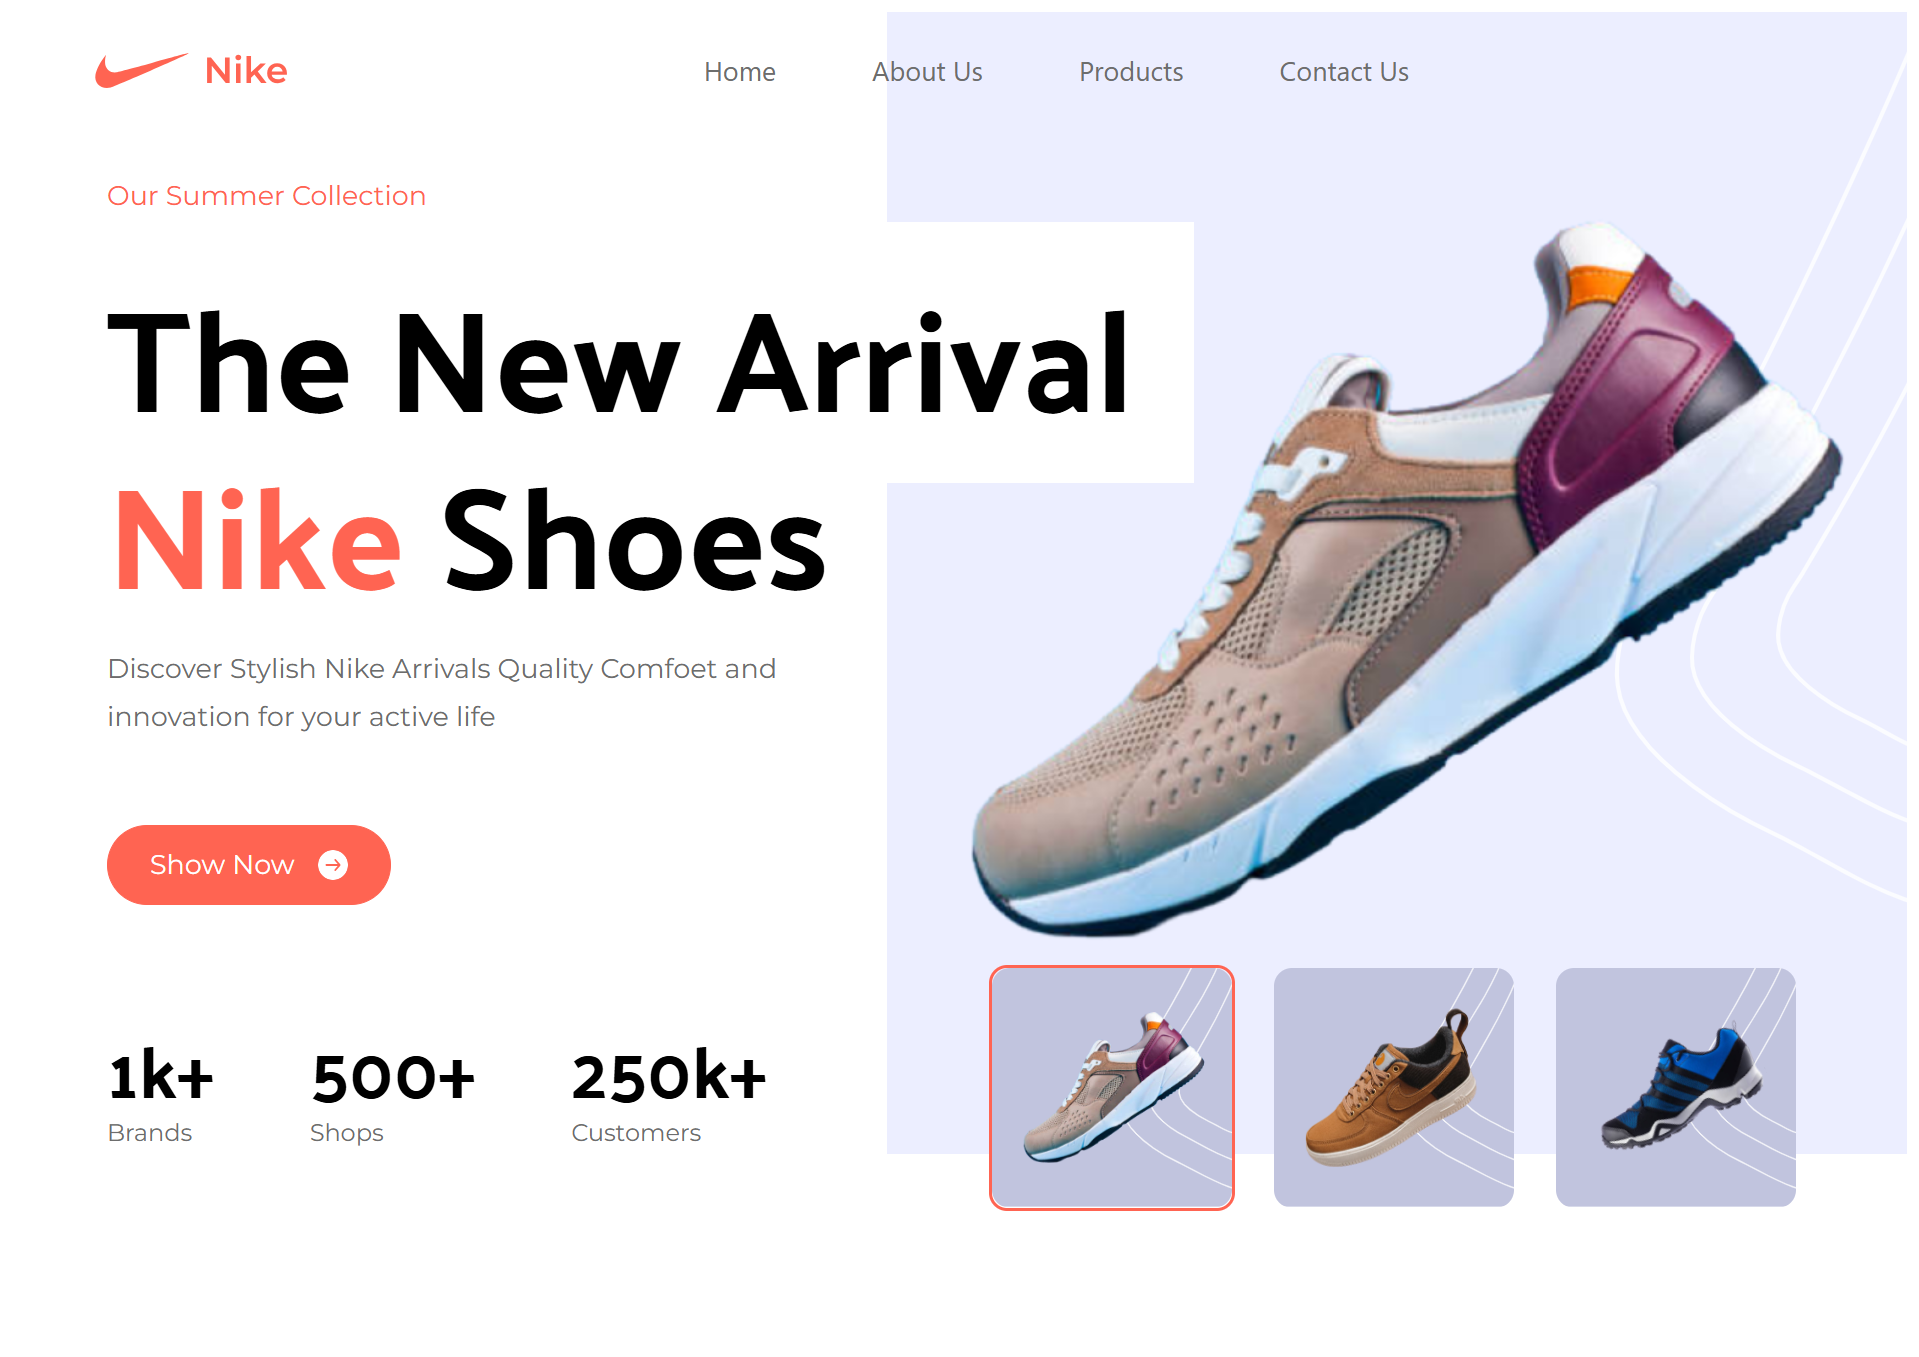 Nike
Home About Us Products Contact Us
Our Summer Collection
The New Arrival
Nike Shoes
Discover Stylish Nike Arrivals Quality Comfoet and
innovation for your active life
Show Now
1k+ 500+ 250k+
Brands Shops Customers